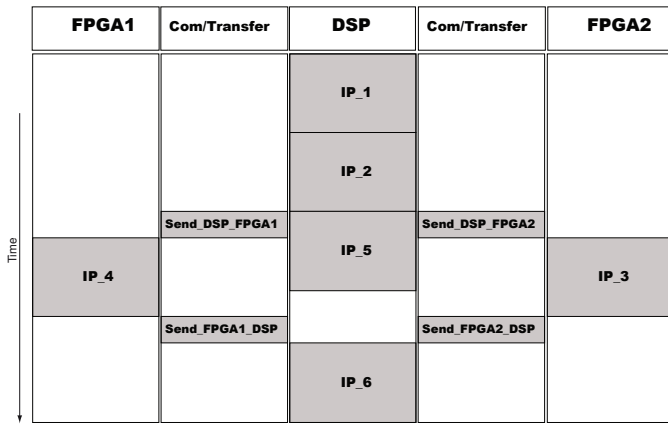 FPGA1 Com/Transfer DSP Com/Transfer FPGA2
IP_1
IP_2
Send_DSP_FPGA1 Send_DSP_FPGA2
IP_5
Time
IP_4 IP_3
Send_FPGA1_DSP Send_FPGA2_DSP
IP_6